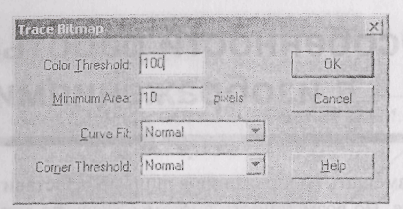 Trace Bitmap
Color Threshold: 100 OK
Minimum Area: 10 pixels Cancel
Curve Fit: Normal
Corner Threshold: Normal Help